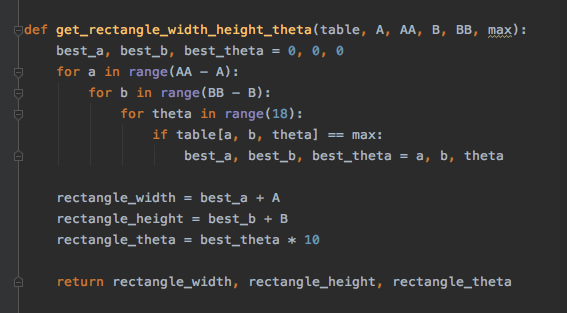 def get_rectangle_width_height_theta(table, A, AA, B, BB, max):
    best_a, best_b, best_theta = 0, 0, 0
    for a in range(AA - A):
        for b in range(BB - B):
            for theta in range(18):
                if table[a, b, theta] == max:
                    best_a, best_b, best_theta = a, b, theta

    rectangle_width = best_a + A
    rectangle_height = best_b + B
    rectangle_theta = best_theta * 10

    return rectangle_width, rectangle_height, rectangle_theta